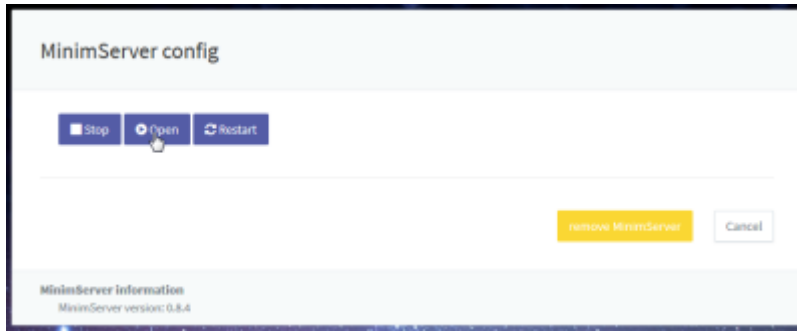 MinimServer config
Stop Open Restart
remove MinimServer Cancel
MinimServer information
MinimServer version: 0.8.4